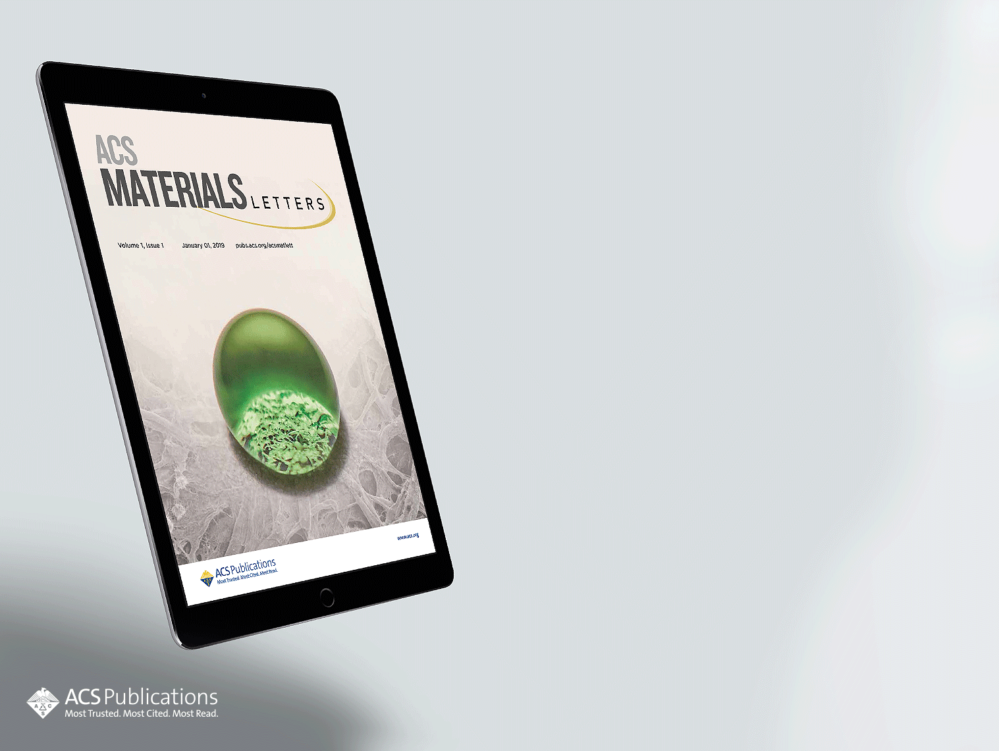 ACS
MATERIALS LETTERS
Volume 1, Issue 1 January 01, 2019 pubs.acs.org/acsmatlett
www.acs.org
ACS Publications
Most Trusted. Most Cited. Most Read.
ACS Publications
Most Trusted. Most Cited. Most Read.
A C
S